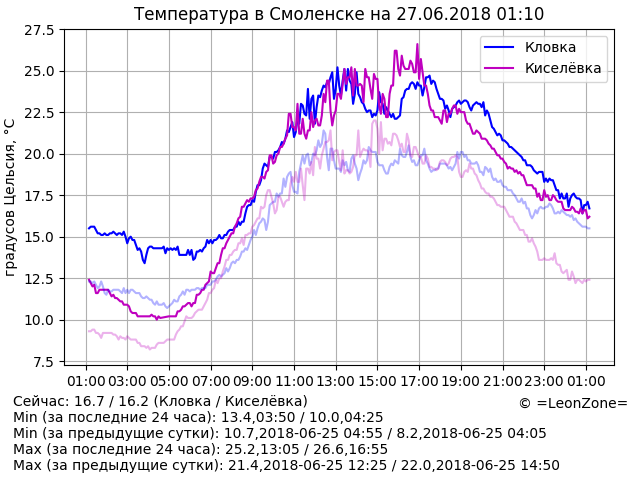 Температура в Смоленске на 27.06.2018 01:10
Кловка
Киселёвка
градусов Цельсия, °C
27.5
25.0
22.5
20.0
17.5
15.0
12.5
10.0
7.5
01:00 03:00 05:00 07:00 09:00 11:00 13:00 15:00 17:00 19:00 21:00 23:00 01:00
Сейчас: 16.7 / 16.2 (Кловка / Киселёвка)
© =LeonZone=
Min (за последние 24 часа): 13.4,03:50 / 10.0,04:25
Min (за предыдущие сутки): 10.7,2018-06-25 04:55 / 8.2,2018-06-25 04:05
Max (за последние 24 часа): 25.2,13:05 / 26.6,16:55
Max (за предыдущие сутки): 21.4,2018-06-25 12:25 / 22.0,2018-06-25 14:50